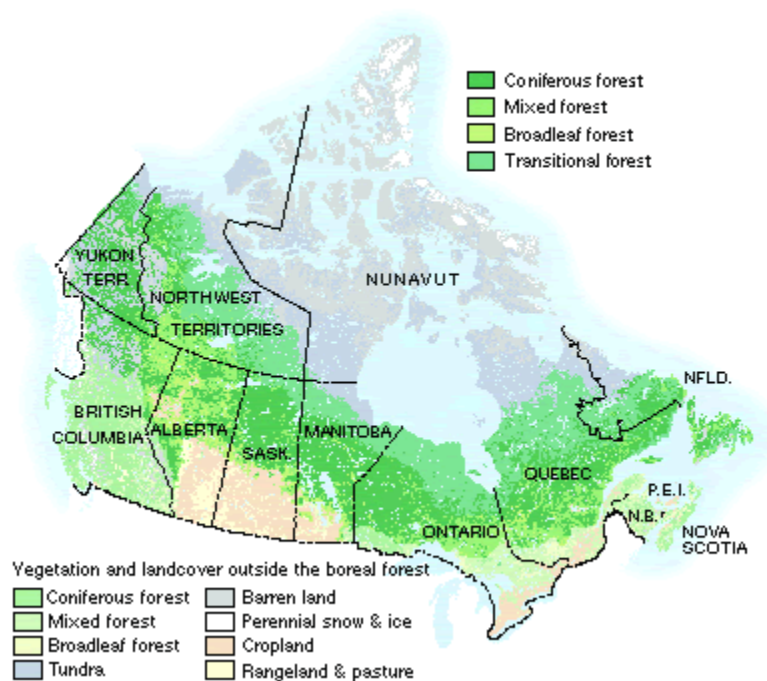 Coniferous forest
Mixed forest
Broadleaf forest
Transitional forest
YUKON
TERR.
NORTHWEST
TERRITORIES
NUNAVUT
NFLD.
BRITISH
COLUMBIA
ALBERTA
SASK.
MANITOBA
ONTARIO
QUEBEC
P.E.I.
N.B.
NOVA
SCOTIA
Vegetation and landcover outside the boreal forest
Coniferous forest
Mixed forest
Broadleaf forest
Tundra
Barren land
Perennial snow & ice
Cropland
Rangeland & pasture